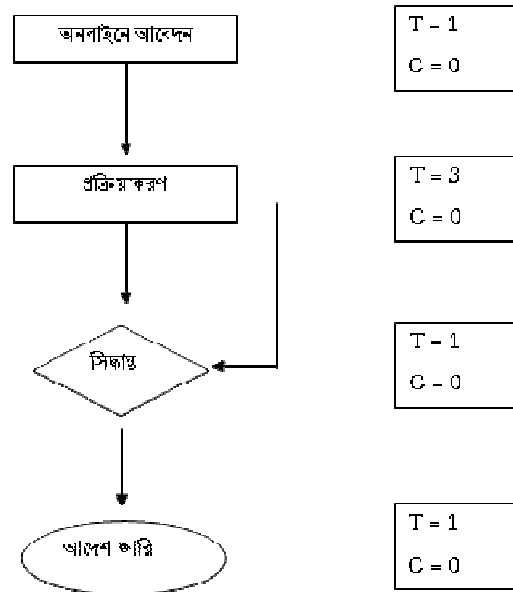 অনলাইনে আবেদন
T - 1
C = 0
প্রক্রিয়াকরণ
T = 3
C = 0
সিদ্ধান্ত
T - 1
C - 0
আদেশ জারি
T = 1
C = 0